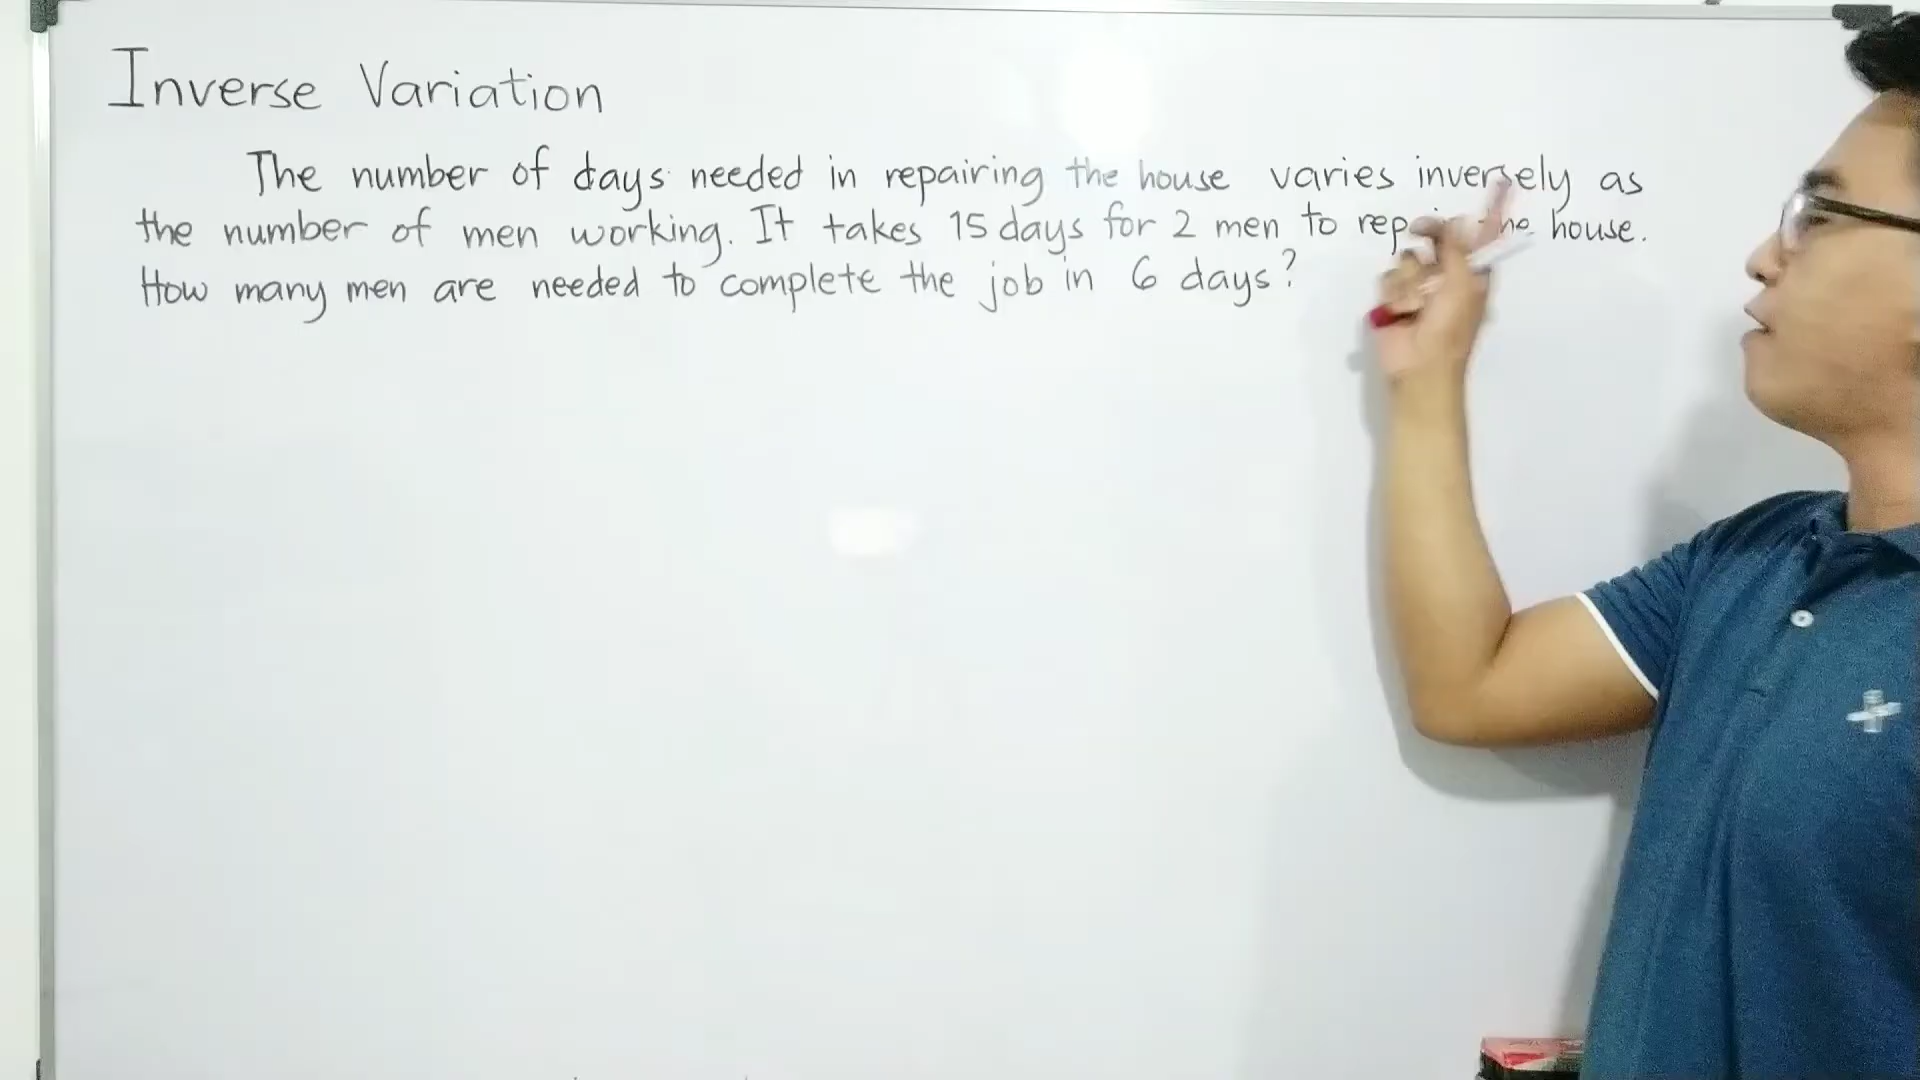 Inverse Variation
The number of days needed in repairing the house varies inversely as
the number of men working. It takes 15 days for 2 men to repair the house.
How many men are needed to complete the job in 6 days?